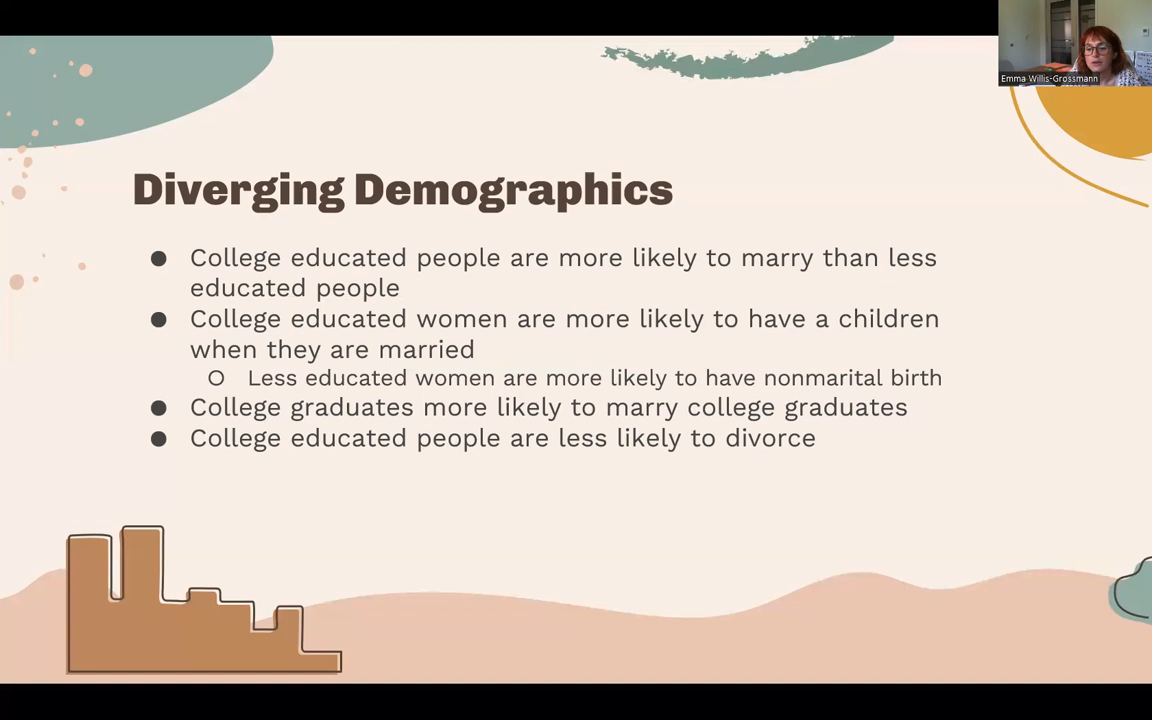 Emma Willis-Grossmann
Diverging Demographics
● College educated people are more likely to marry than less
educated people
● College educated women are more likely to have a children
when they are married
○ Less educated women are more likely to have nonmarital birth
● College graduates more likely to marry college graduates
● College educated people are less likely to divorce